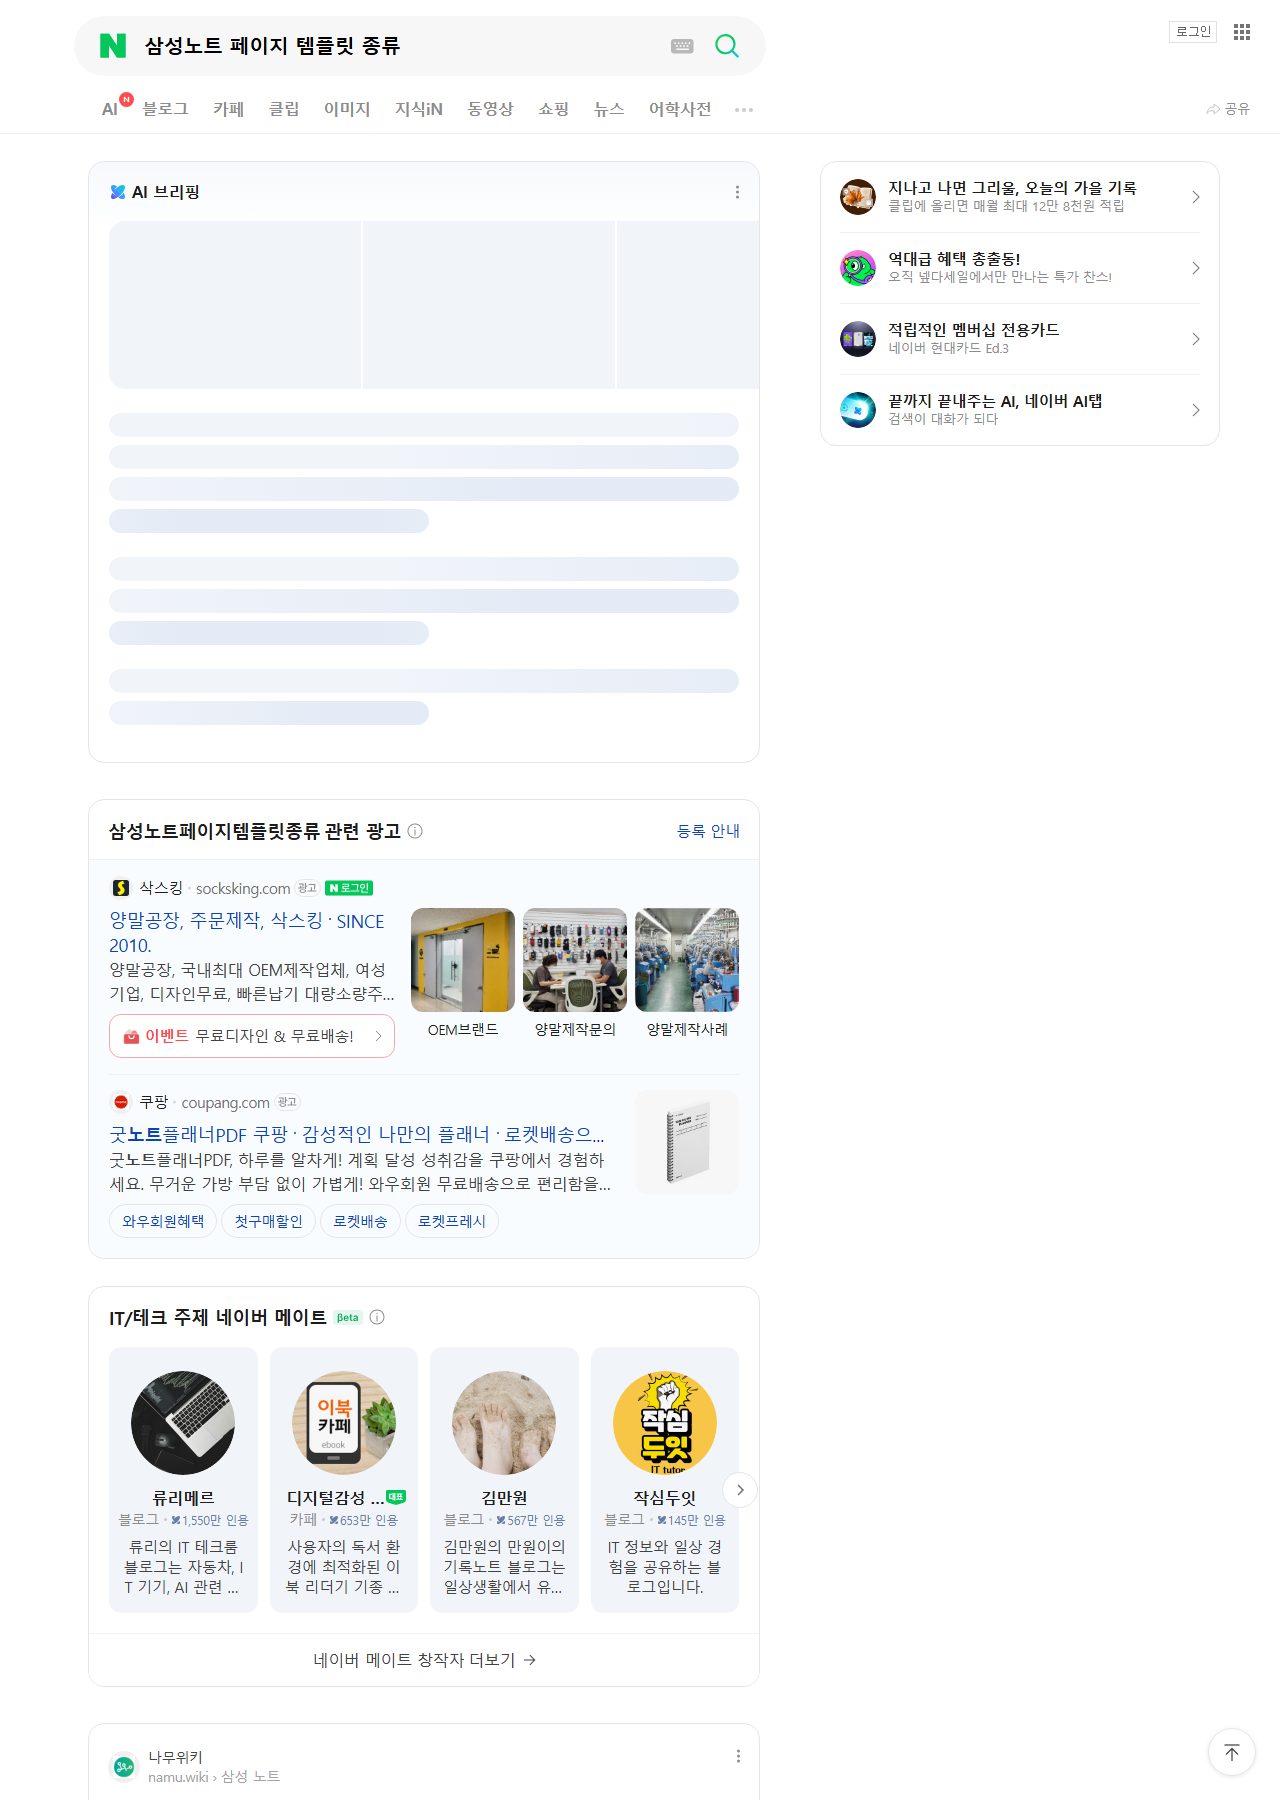 삼성노트 페이지 템플릿 종류
로그인
AI N 블로그 카페 클립 이미지 지식iN 동영상 쇼핑 뉴스 어학사전
공유
AI 브리핑
지나고 나면 그리울, 오늘의 가을 기록
클립에 올리면 매월 최대 12만 8천원 적립
역대급 혜택 총출동!
오직 넾다세일에서만 만나는 특가 찬스!
적립적인 멤버십 전용카드
네이버 현대카드 Ed.3
끝까지 끝내주는 AI, 네이버 AI탭
검색이 대화가 되다
삼성노트페이지템플릿종류 관련 광고
등록 안내
삭스킹 · socksking.com 광고 N 로그인
양말공장, 주문제작, 삭스킹 · SINCE
2010.
양말공장, 국내최대 OEM제작업체, 여성
기업, 디자인무료, 빠른납기 대량소량주...
이벤트 무료디자인 & 무료배송!
OEM브랜드
양말제작문의
양말제작사례
쿠팡 · coupang.com 광고
굿노트플래너PDF 쿠팡 · 감성적인 나만의 플래너 · 로켓배송으...
굿노트플래너PDF, 하루를 알차게! 계획 달성 성취감을 쿠팡에서 경험하
세요. 무거운 가방 부담 없이 가볍게! 와우회원 무료배송으로 편리함을...
와우회원혜택 첫구매할인 로켓배송 로켓프레시
IT/테크 주제 네이버 메이트 βeta
류리메르
블로그 · 1,550만 인용
류리의 IT 테크룸
블로그는 자동차, I
T 기기, AI 관련 ...
이북
카페
ebook
디지털감성 ... 대표
카페 · 653만 인용
사용자의 독서 환
경에 최적화된 이
북 리더기 기종 ...
김만원
블로그 · 567만 인용
김만원의 만원이의
기록노트 블로그는
일상생활에서 유...
작심
두잇
IT tutor
작심두잇
블로그 · 145만 인용
IT 정보와 일상 경
험을 공유하는 블
로그입니다.
네이버 메이트 창작자 더보기 →
나무위키
namu.wiki › 삼성 노트